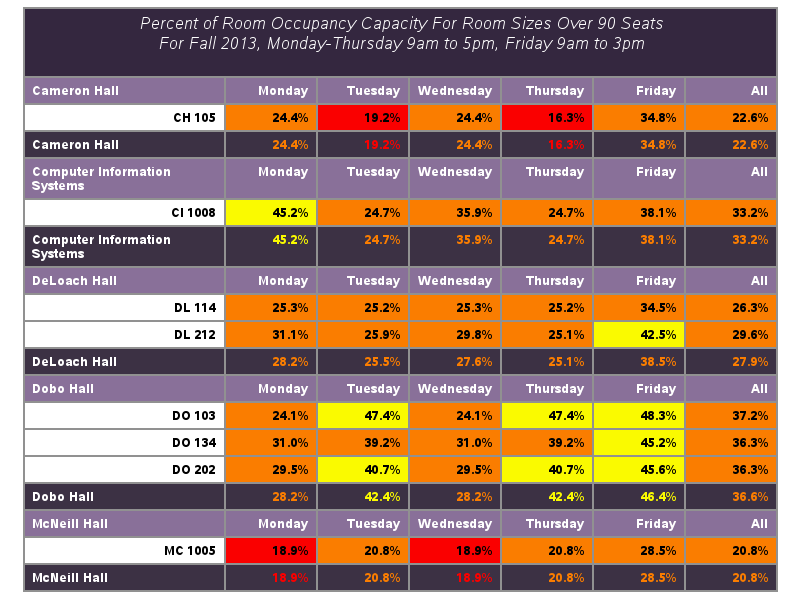 Percent of Room Occupancy Capacity For Room Sizes Over 90 Seats
For Fall 2013, Monday-Thursday 9am to 5pm, Friday 9am to 3pm
Cameron Hall Monday Tuesday Wednesday Thursday Friday All
CH 105 24.4% 19.2% 24.4% 16.3% 34.8% 22.6%
Cameron Hall 24.4% 19.2% 24.4% 16.3% 34.8% 22.6%
Computer Information Monday Tuesday Wednesday Thursday Friday All
Systems
CI 1008 45.2% 24.7% 35.9% 24.7% 38.1% 33.2%
Computer Information 45.2% 24.7% 35.9% 24.7% 38.1% 33.2%
Systems
DeLoach Hall Monday Tuesday Wednesday Thursday Friday All
DL 114 25.3% 25.2% 25.3% 25.2% 34.5% 26.3%
DL 212 31.1% 25.9% 29.8% 25.1% 42.5% 29.6%
DeLoach Hall 28.2% 25.5% 27.6% 25.1% 38.5% 27.9%
Dobo Hall Monday Tuesday Wednesday Thursday Friday All
DO 103 24.1% 47.4% 24.1% 47.4% 48.3% 37.2%
DO 134 31.0% 39.2% 31.0% 39.2% 45.2% 36.3%
DO 202 29.5% 40.7% 29.5% 40.7% 45.6% 36.3%
Dobo Hall 28.2% 42.4% 28.2% 42.4% 46.4% 36.6%
McNeill Hall Monday Tuesday Wednesday Thursday Friday All
MC 1005 18.9% 20.8% 18.9% 20.8% 28.5% 20.8%
McNeill Hall 18.9% 20.8% 18.9% 20.8% 28.5% 20.8%